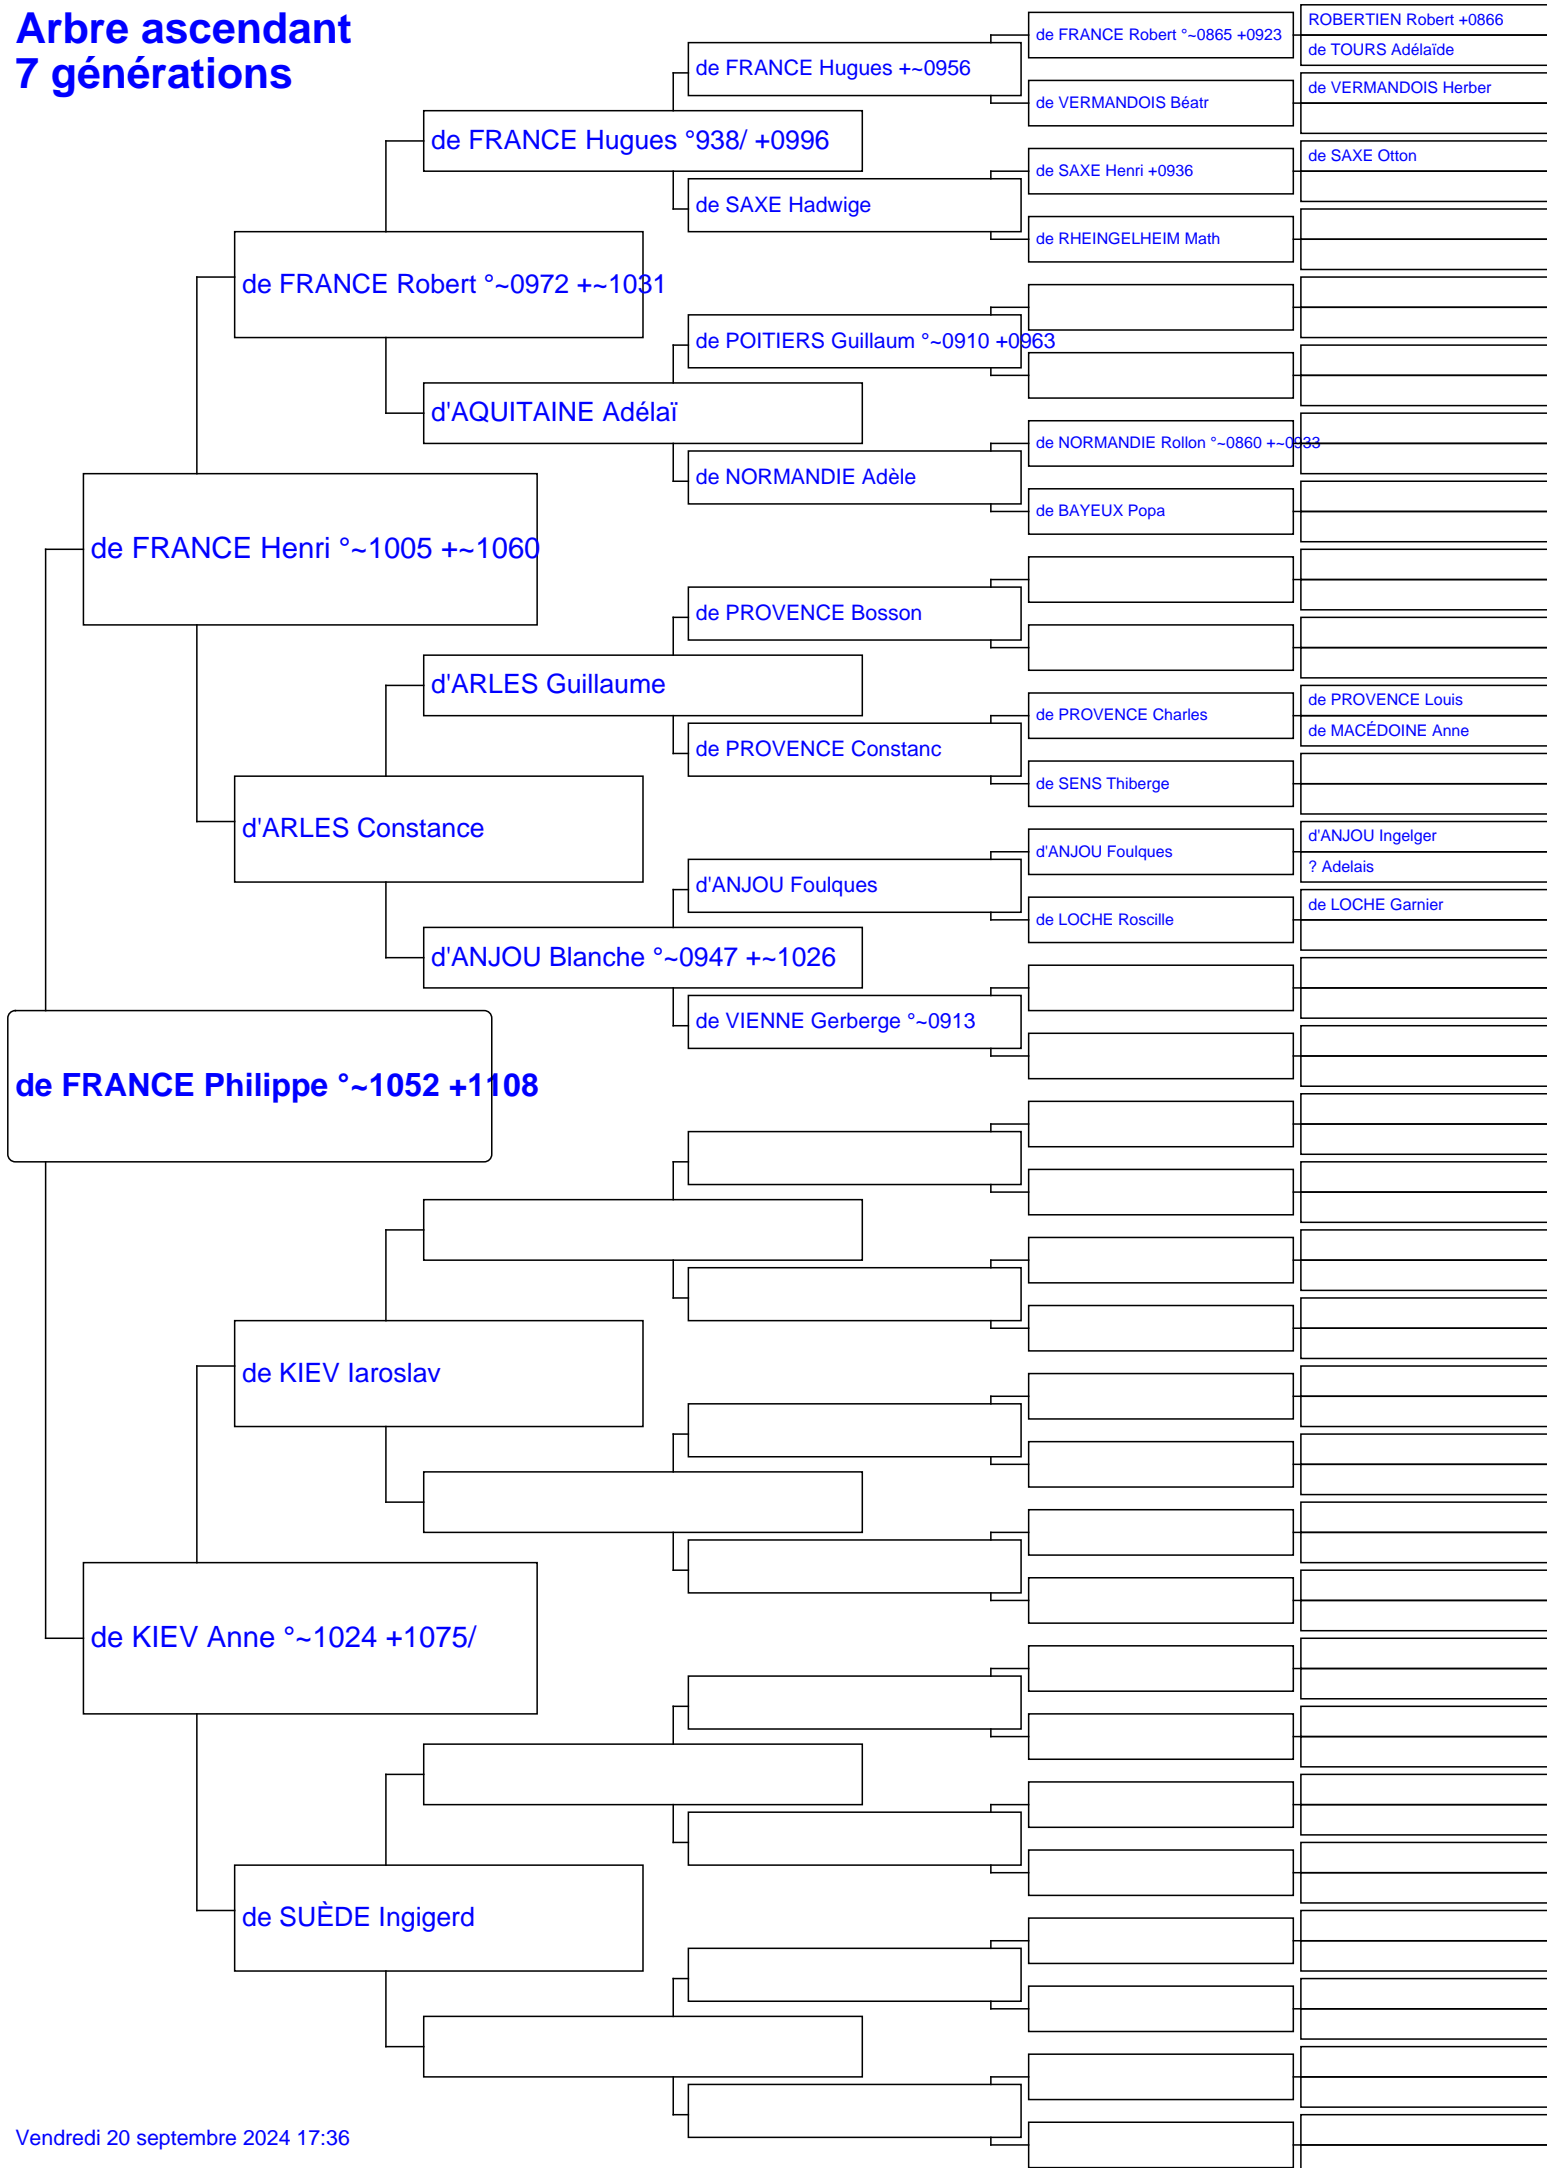 Arbre ascendant
7 générations
ROBERTIEN Robert +0866
de FRANCE Robert °~0865 +0923
de TOURS Adélaïde
de FRANCE Hugues +~0956
de VERMANDOIS Herber
de VERMANDOIS Béatr
de FRANCE Hugues °938/ +0996
de SAXE Otton
de SAXE Henri +0936
de SAXE Hadwige
de RHEINGELHEIM Math
de FRANCE Robert °~0972 +~1031
de POITIERS Guillaum °~0910 +0963
d'AQUITAINE Adélaï
de NORMANDIE Rollon °~0860 +~0933
de NORMANDIE Adèle
de BAYEUX Popa
de FRANCE Henri °~1005 +~1060
de PROVENCE Bosson
d'ARLES Guillaume
de PROVENCE Louis
de PROVENCE Charles
de MACÉDOINE Anne
de PROVENCE Constanc
de SENS Thiberge
d'ARLES Constance
d'ANJOU Ingelger
d'ANJOU Foulques
? Adelais
d'ANJOU Foulques
de LOCHE Garnier
de LOCHE Roscille
d'ANJOU Blanche °~0947 +~1026
de VIENNE Gerberge °~0913
de FRANCE Philippe °~1052 +1108
de KIEV Iaroslav
de KIEV Anne °~1024 +1075/
de SUÈDE Ingigerd
Vendredi 20 septembre 2024 17:36